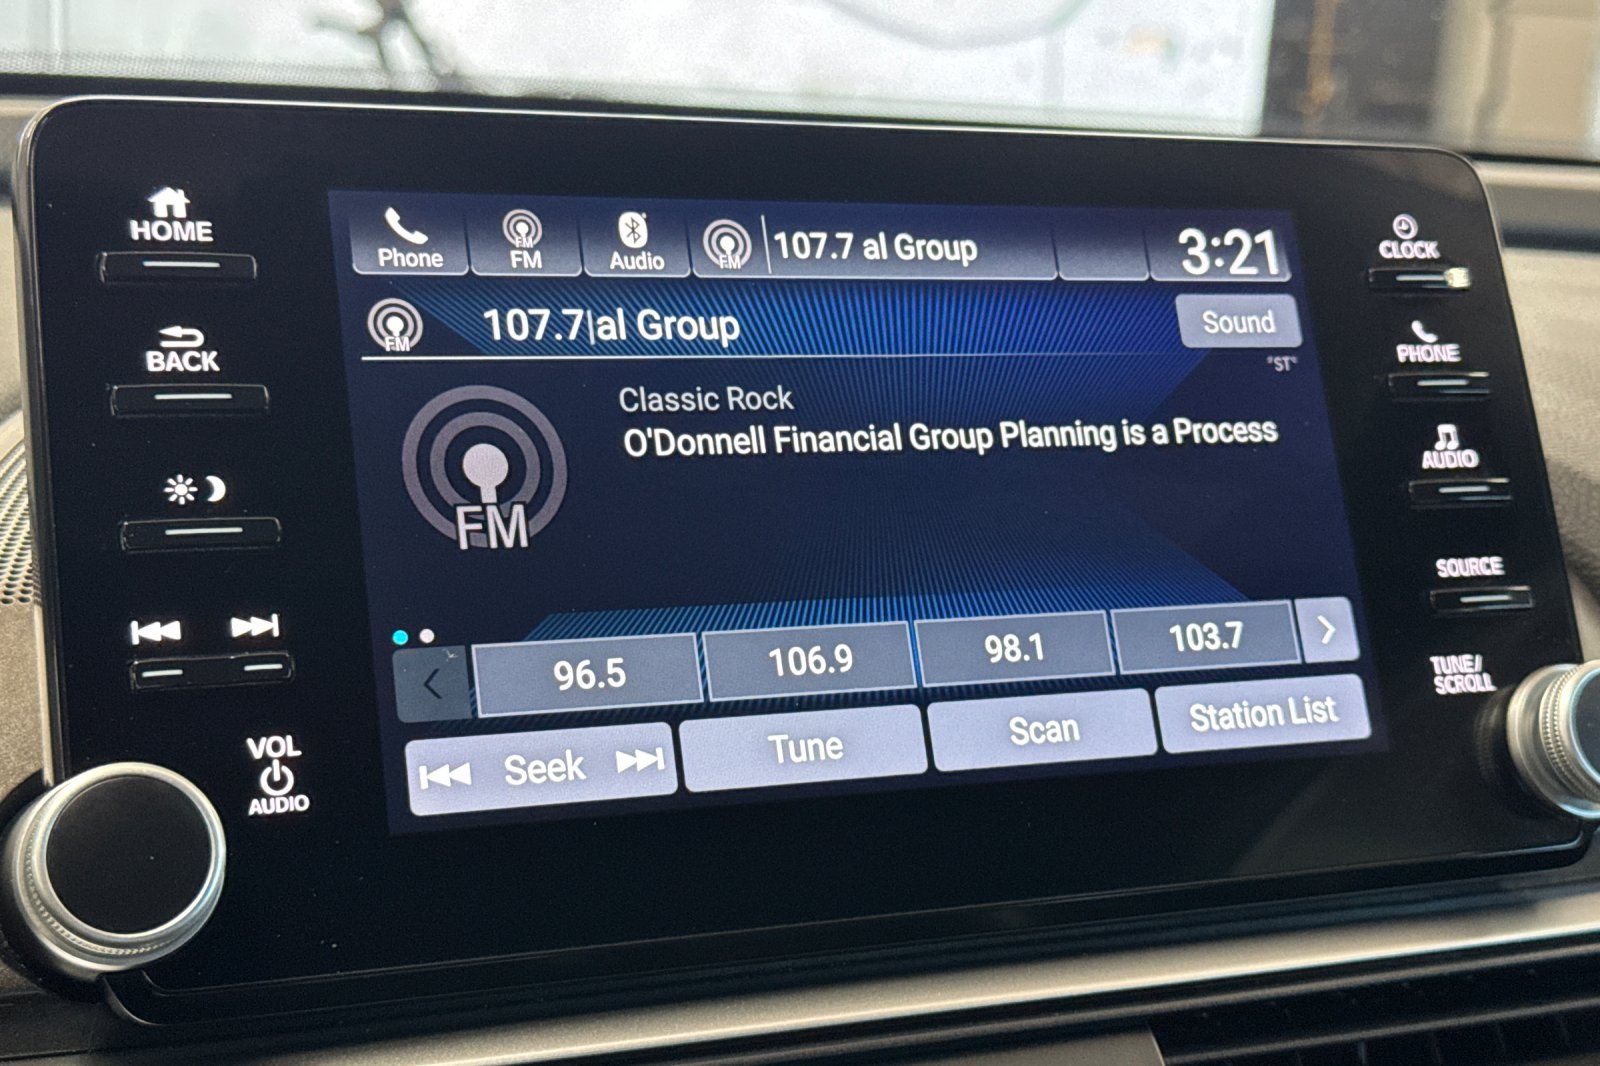 HOME
BACK
VOL
AUDIO
Phone
FM
Audio
FM
107.7 al Group
3:21
FM
107.7|al Group
Sound
"ST"
FM
Classic Rock
O'Donnell Financial Group Planning is a Process
96.5
106.9
98.1
103.7
Seek
Tune
Scan
Station List
CLOCK
PHONE
AUDIO
SOURCE
TUNE/
SCROLL